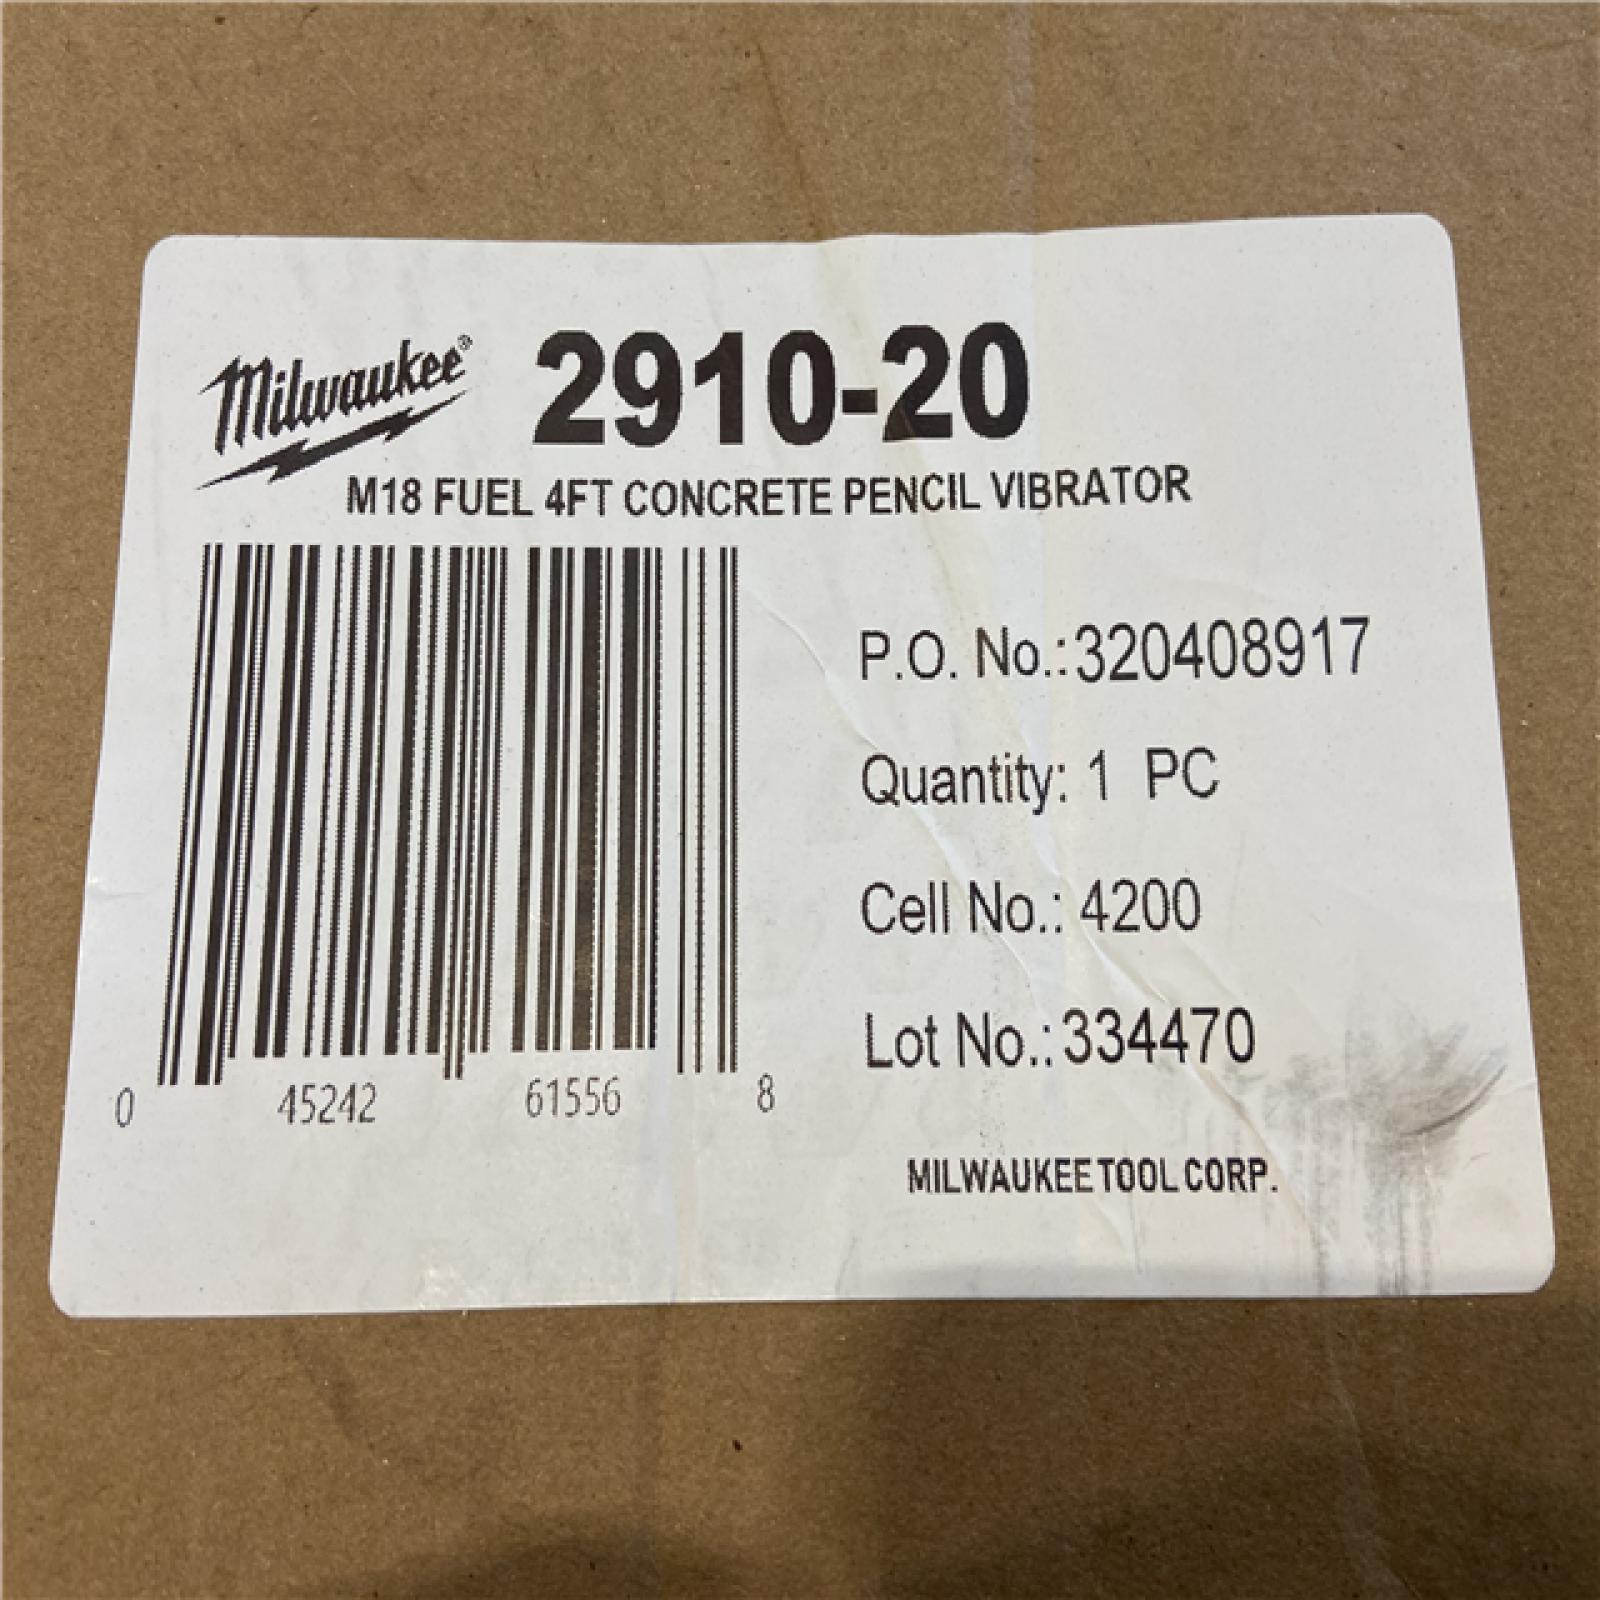 Milwaukee® 2910-20
M18 FUEL 4FT CONCRETE PENCIL VIBRATOR
P.O. No.:320408917
Quantity: 1 PC
Cell No.: 4200
Lot No.:334470
0 45242 61556 8
MILWAUKEE TOOL CORP.